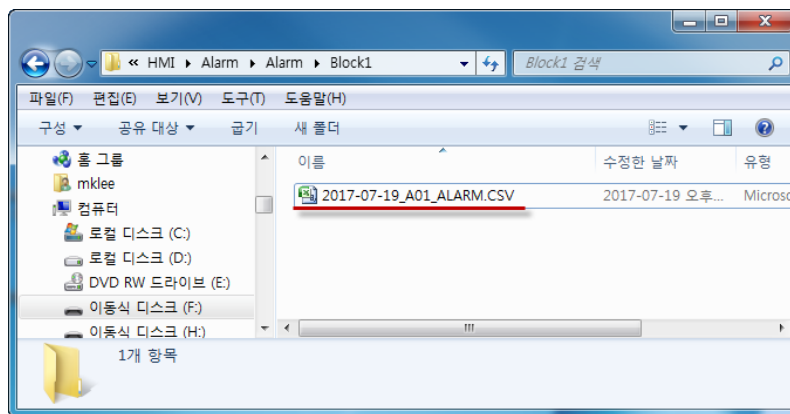 « HMI ▸ Alarm ▸ Alarm ▸ Block1
Block1 검색
파일(F) 편집(E) 보기(V) 도구(T) 도움말(H)
구성 ▼ 공유 대상 ▼ 굽기 새 폴더
이름 수정한 날짜 유형
홈 그룹
mklee
컴퓨터
로컬 디스크 (C:)
로컬 디스크 (D:)
DVD RW 드라이브 (E:)
이동식 디스크 (F:)
이동식 디스크 (H:)
2017-07-19_A01_ALARM.CSV 2017-07-19 오후... Microsc
1개 항목